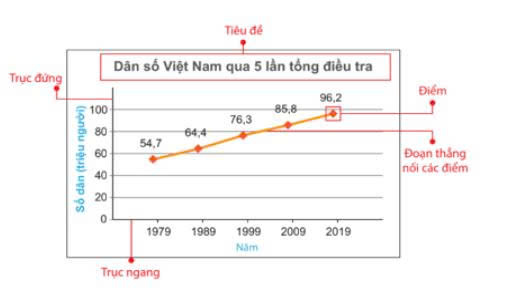 Tiêu đề
Dân số Việt Nam qua 5 lần tổng điều tra
Trục đứng
Số dân (triệu người)
100
80
60
40
20
0
54,7
64,4
76,3
85,8
96,2
Điểm
Đoạn thẳng
nối các điểm
1979 1989 1999 2009 2019
Năm
Trục ngang